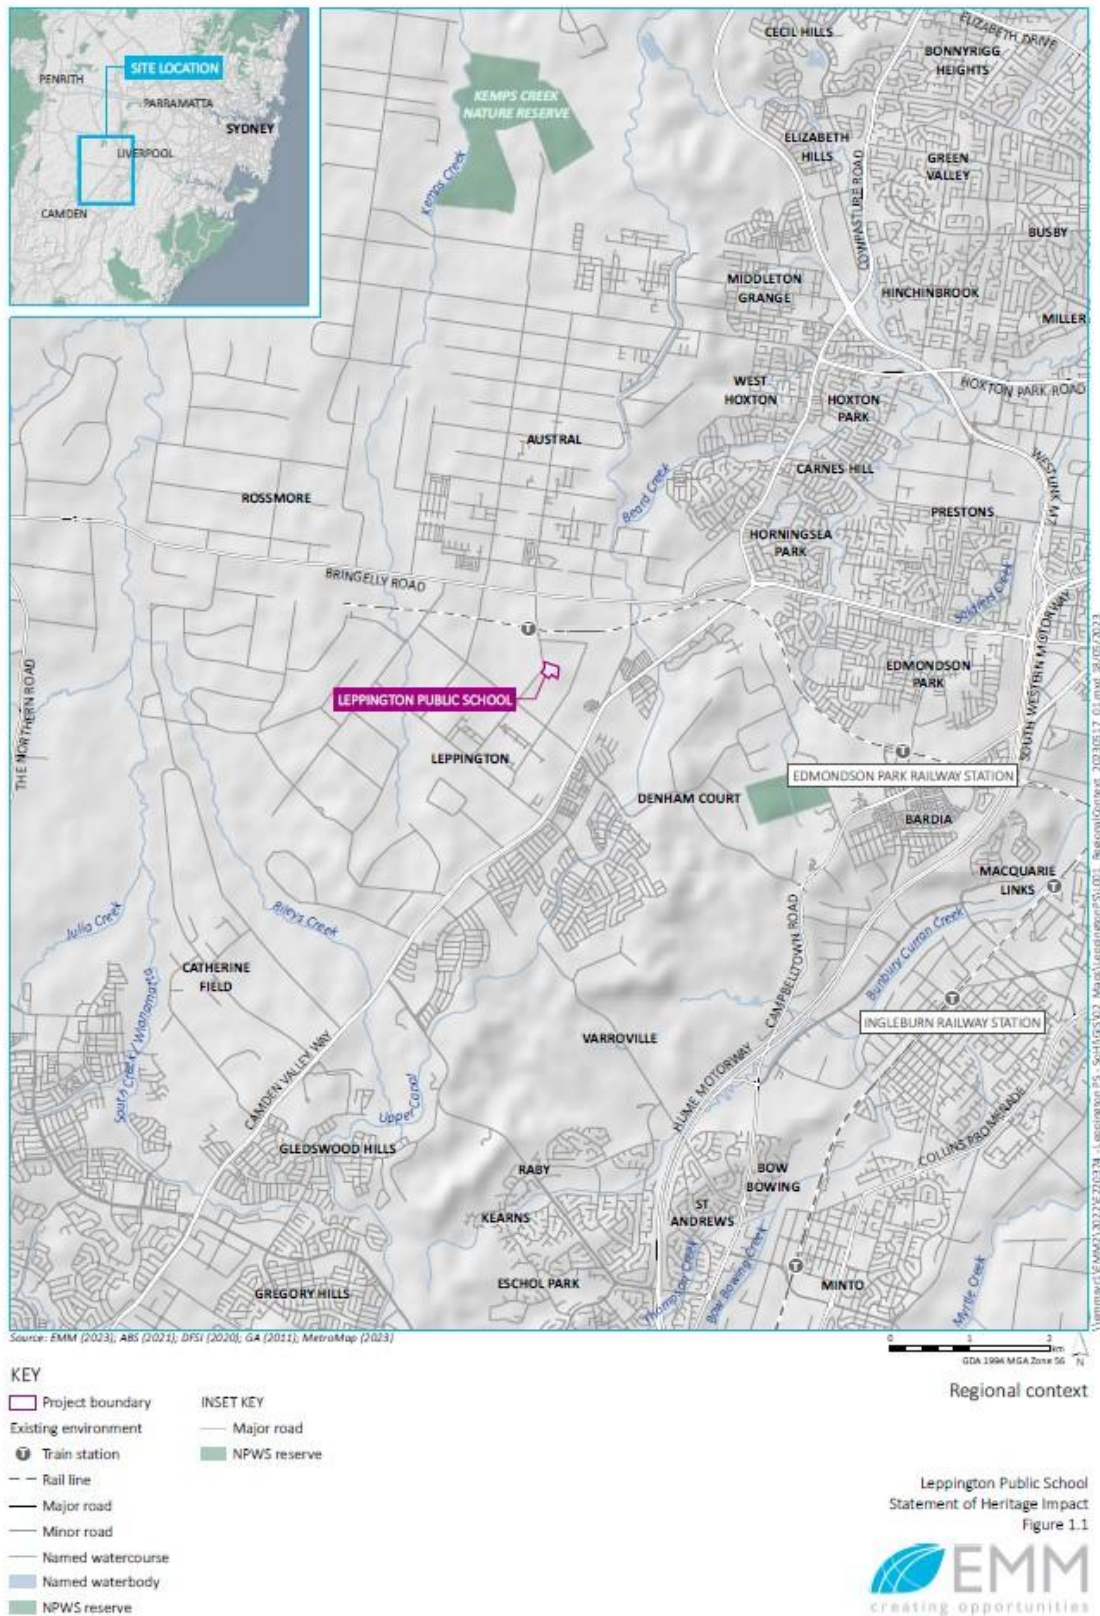 PENRITH
SITE LOCATION
PARRAMATTA
SYDNEY
LIVERPOOL
CAMDEN
KEMPS CREEK
NATURE RESERVE
Kemps Creek
CECIL HILLS
ELIZABETH DRIVE
BONNYRIGG
HEIGHTS
ELIZABETH
HILLS
COWPASTURE ROAD
GREEN
VALLEY
BUSBY
MIDDLETON
GRANGE
HINCHINBROOK
MILLER
WEST
HOXTON
HOXTON
PARK
HOXTON PARK ROAD
AUSTRAL
CARNES HILL
WESTLINK M7
ROSSMORE
Beard Creek
PRESTONS
HORNINGSEA
PARK
BRINGELLY ROAD
Soldiers Creek
SOUTH WESTERN MOTORWAY
T
THE NORTHERN ROAD
LEPPINGTON PUBLIC SCHOOL
EDMONDSON
PARK
LEPPINGTON
T
EDMONDSON PARK RAILWAY STATION
DENHAM COURT
BARDIA
MACQUARIE
LINKS
T
Julia Creek
Rileys Creek
CAMPBELLTOWN ROAD
Bunbury Curran Creek
CATHERINE
FIELD
South Creek / Wianamatta
T
INGLEBURN RAILWAY STATION
VARROVILLE
CAMDEN VALLEY WAY
HUME MOTORWAY
Upper Canal
COLLINS PROMENADE
GLEDSWOOD HILLS
RABY
BOW
BOWING
KEARNS
ST
ANDREWS
Thompson Creek
Bow Bowing Creek
T
Myrtle Creek
ESCHOL PARK
MINTO
GREGORY HILLS
Source: EMM (2023); ABS (2021); DFSI (2020); GA (2011); MetroMap (2023)
0 1 2
km
GDA 1994 MGA Zone 56 N
KEY
Project boundary
Existing environment
T Train station
Rail line
Major road
Minor road
Named watercourse
Named waterbody
NPWS reserve
INSET KEY
Major road
NPWS reserve
Regional context
Leppington Public School
Statement of Heritage Impact
Figure 1.1
EMM
creating opportunities